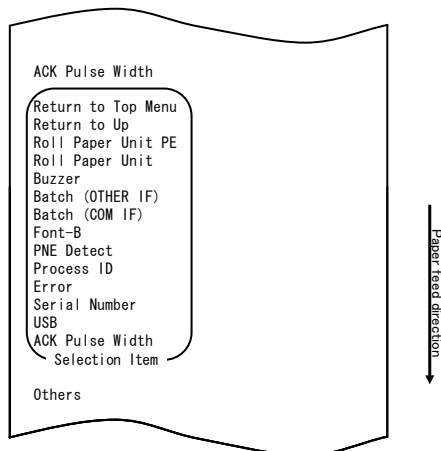 ACK Pulse Width
Return to Top Menu
Return to Up
Roll Paper Unit PE
Roll Paper Unit
Buzzer
Batch (OTHER IF)
Batch (COM IF)
Font-B
PNE Detect
Process ID
Error
Serial Number
USB
ACK Pulse Width
Selection Item
Others
Paper feed direction